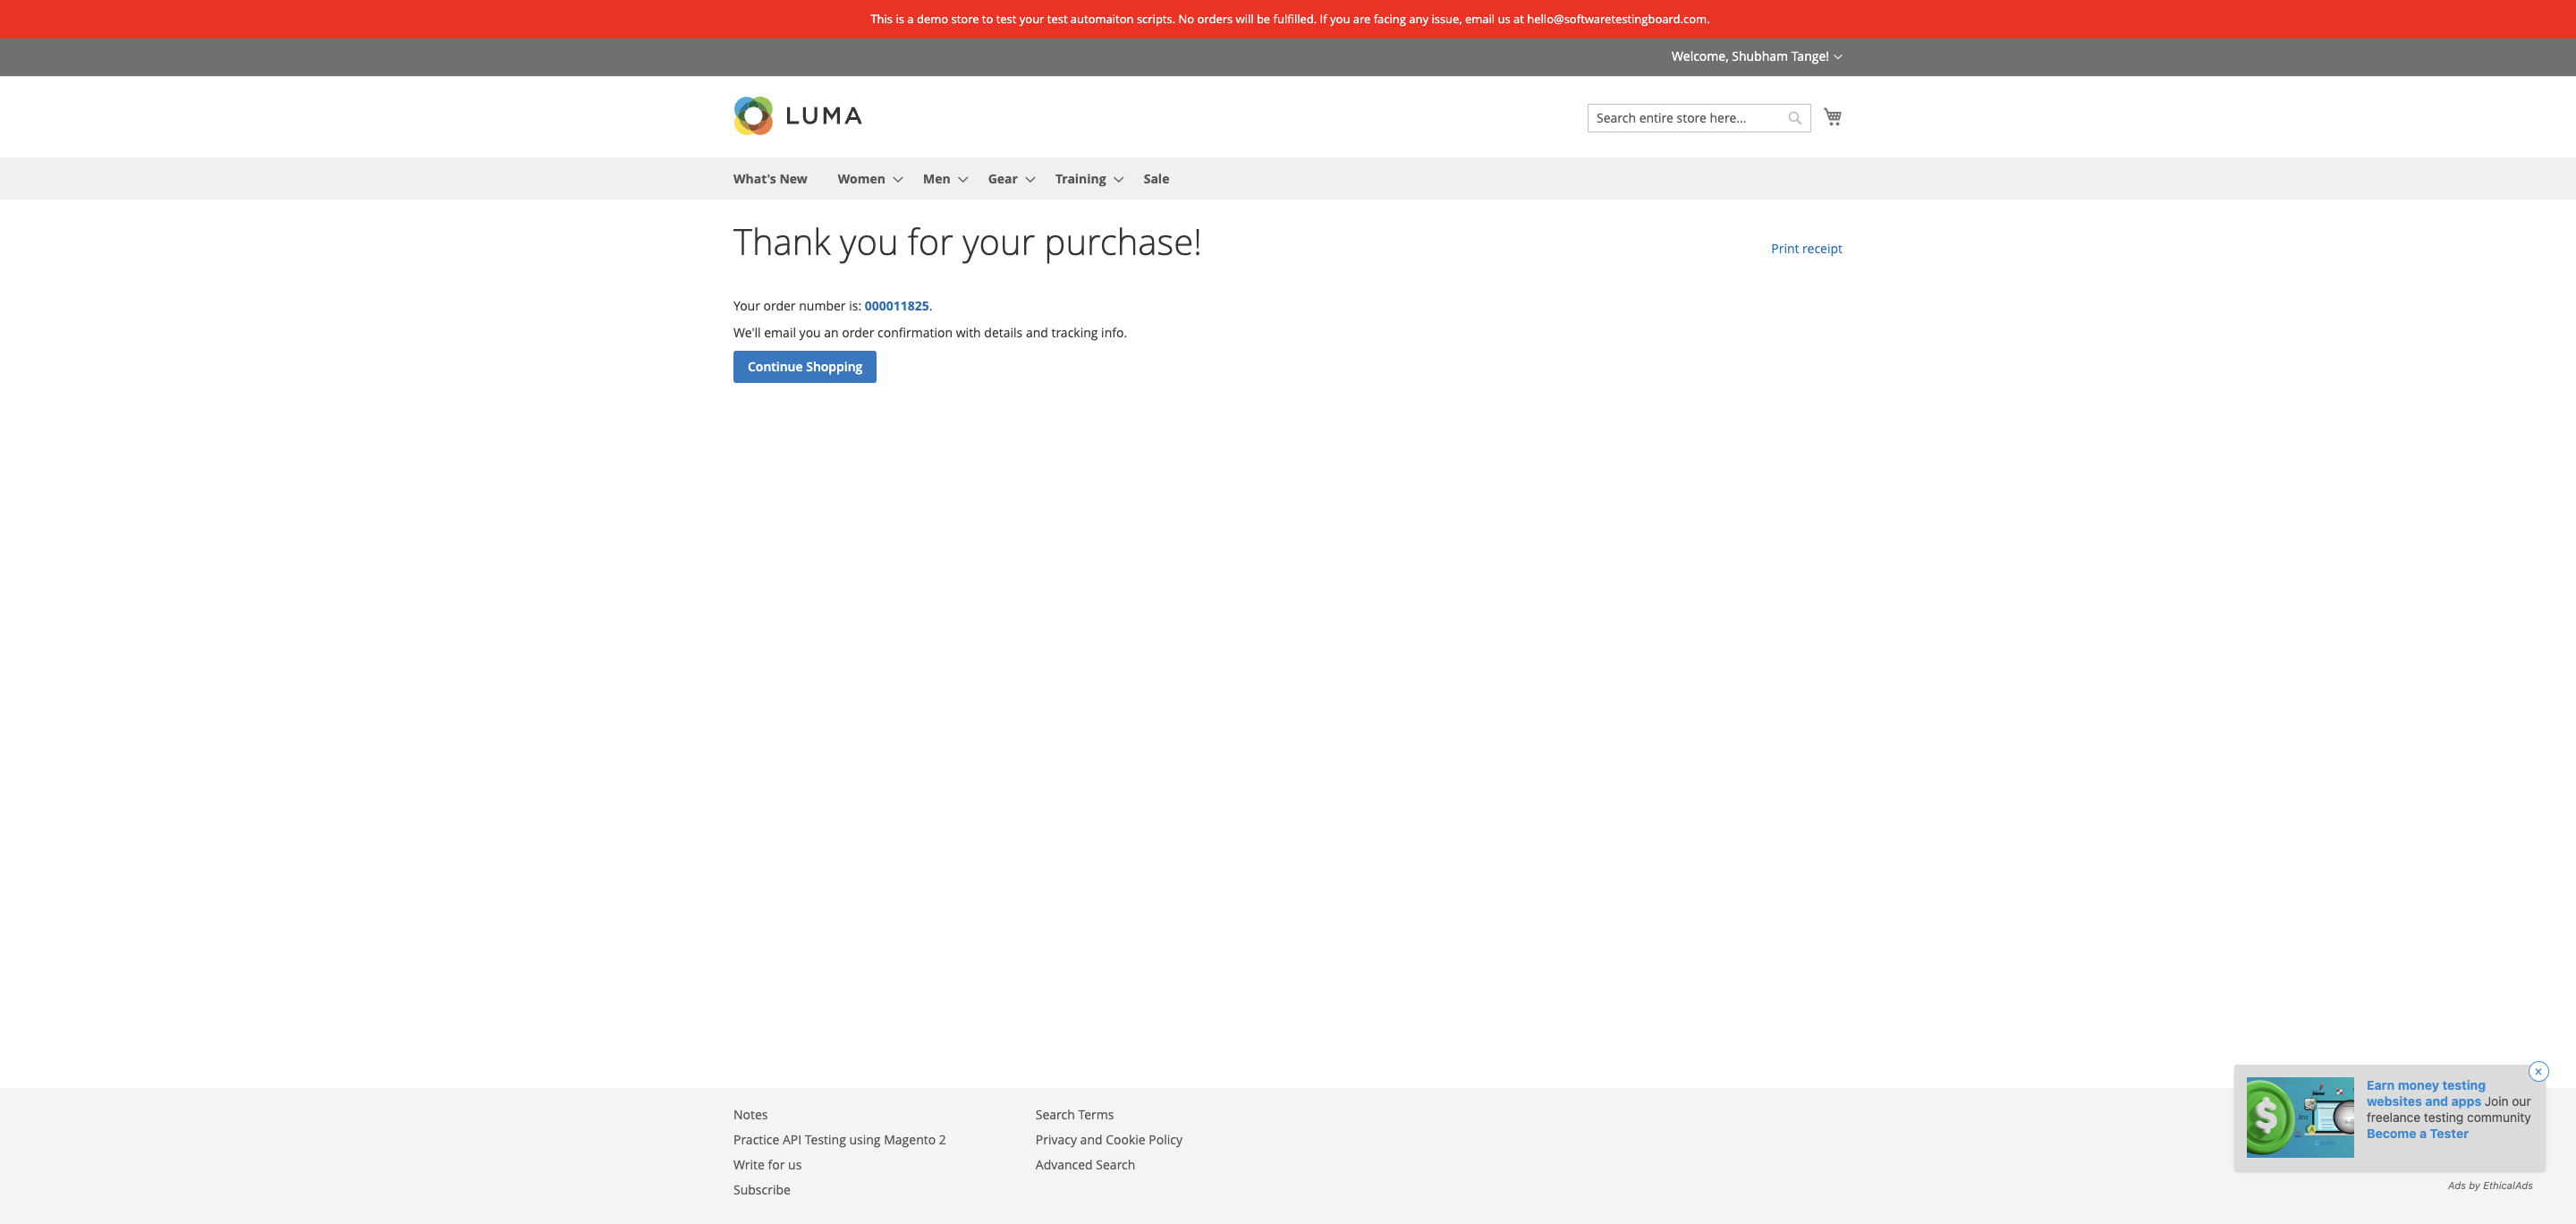 This is a demo store to test your test automaiton scripts. No orders will be fulfilled. If you are facing any issue, email us at hello@softwaretestingboard.com.
Welcome, Shubham Tange!
LUMA
Search entire store here...
What's New Women Men Gear Training Sale
Thank you for your purchase!
Print receipt
Your order number is: 000011825.
We'll email you an order confirmation with details and tracking info.
Continue Shopping
Notes
Practice API Testing using Magento 2
Write for us
Subscribe
Search Terms
Privacy and Cookie Policy
Advanced Search
Earn money testing
websites and apps Join our
freelance testing community
Become a Tester
Ads by EthicalAds